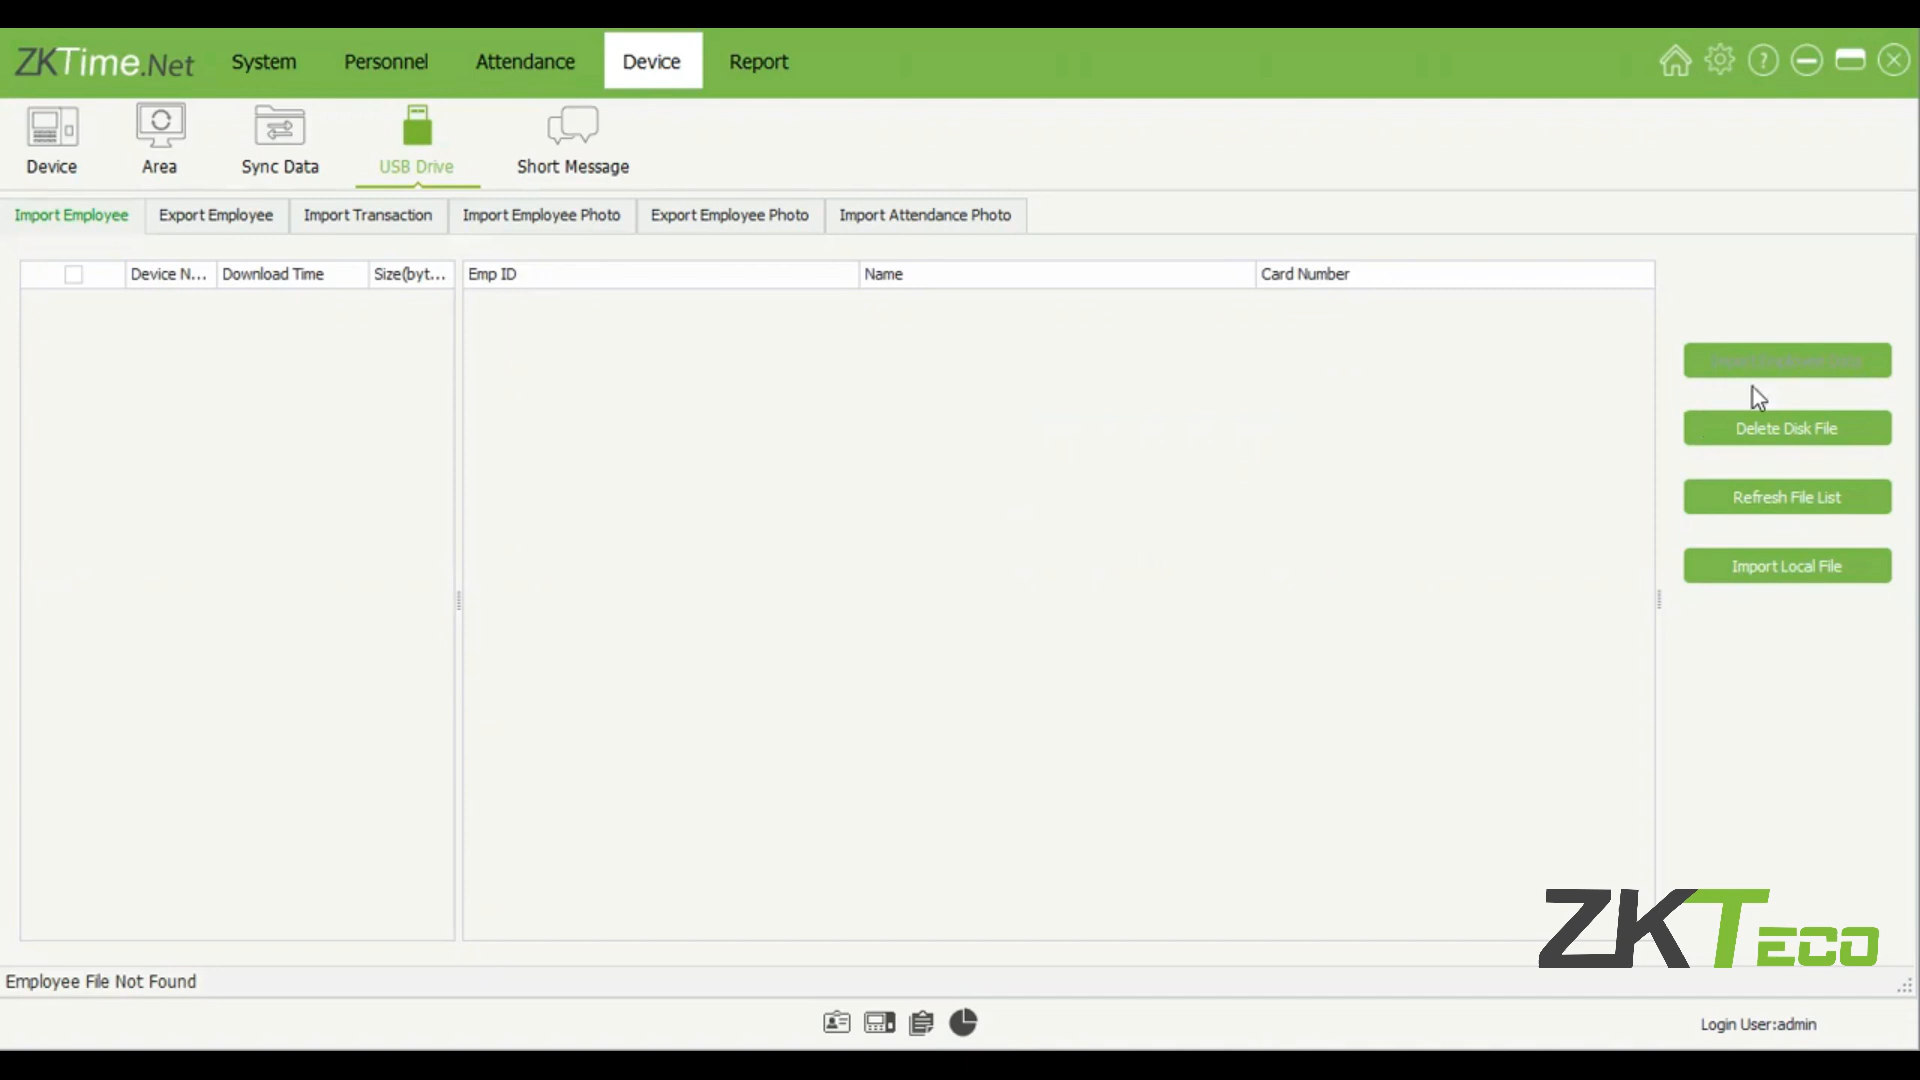 ZKTime.Net System Personnel Attendance Device Report
Device Area Sync Data USB Drive Short Message
Import Employee Export Employee Import Transaction Import Employee Photo Export Employee Photo Import Attendance Photo
Device N... Download Time Size(byt... Emp ID Name Card Number
Delete Disk File
Refresh File List
Import Local File
ZKTECO
Employee File Not Found
Login User:admin